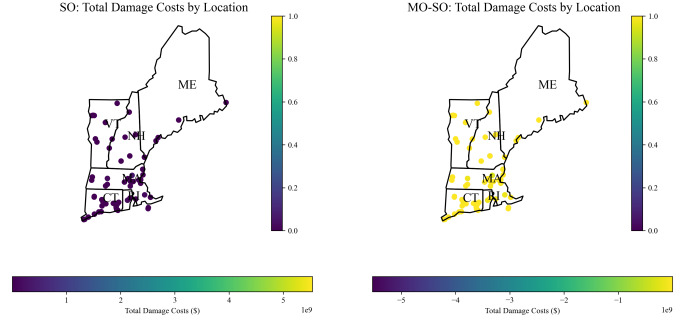 SO: Total Damage Costs by Location
MO-SO: Total Damage Costs by Location
1.0
0.8
0.6
0.4
0.2
0.0
ME
VT
NH
MA
CT
RI
1.0
0.8
0.6
0.4
0.2
0.0
ME
VT
NH
MA
CT
RI
1 2 3 4 5
Total Damage Costs ($)
1e9
−5 −4 −3 −2 −1
Total Damage Costs ($)
1e9